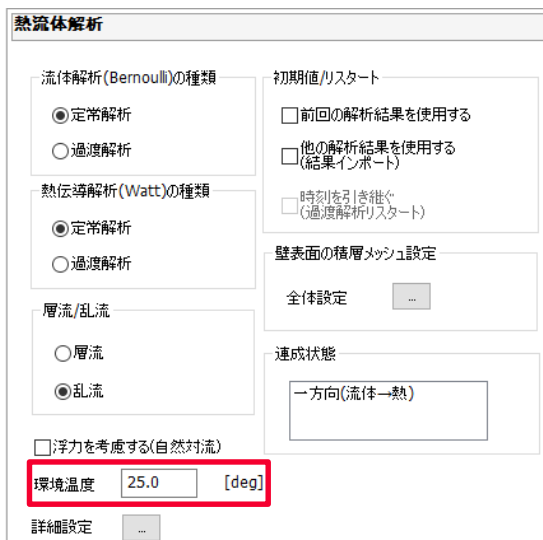 熱流体解析
流体解析(Bernoulli)の種類
定常解析
過渡解析
熱伝導解析(Watt)の種類
定常解析
過渡解析
層流/乱流
層流
乱流
浮力を考慮する(自然対流)
環境温度 25.0 [deg]
詳細設定 ...
初期値/リスタート
前回の解析結果を使用する
他の解析結果を使用する
(結果インポート)
時刻を引き継ぐ
(過渡解析リスタート)
壁表面の積層メッシュ設定
全体設定 ...
連成状態
一方向(流体→熱)